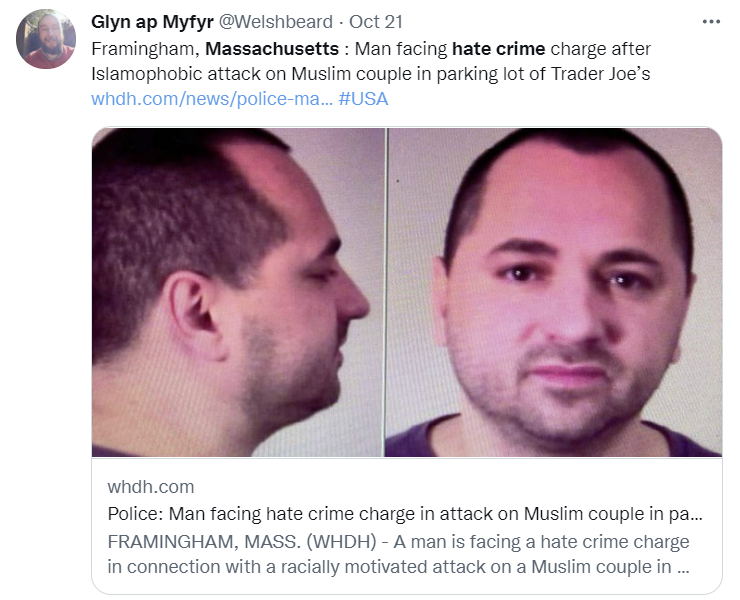 Glyn ap Myfyr @Welshbeard · Oct 21
Framingham, Massachusetts : Man facing hate crime charge after
Islamophobic attack on Muslim couple in parking lot of Trader Joe’s
whdh.com/news/police-ma... #USA
whdh.com
Police: Man facing hate crime charge in attack on Muslim couple in pa...
FRAMINGHAM, MASS. (WHDH) - A man is facing a hate crime charge
in connection with a racially motivated attack on a Muslim couple in ...